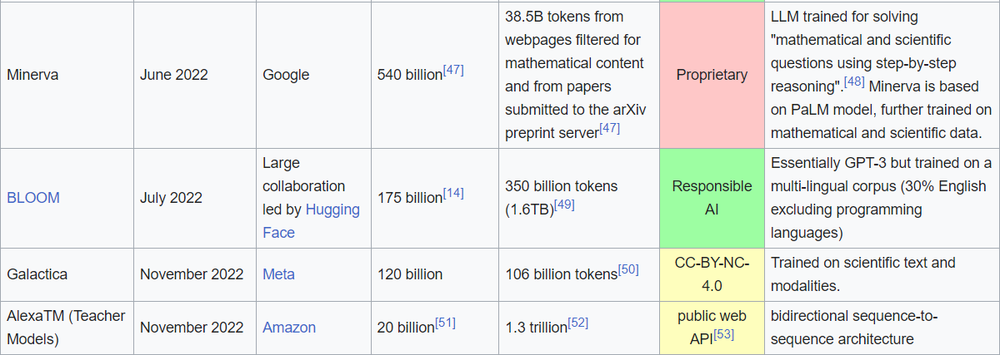 Minerva
June 2022
Google
540 billion[47]
38.5B tokens from
webpages filtered for
mathematical content
and from papers
submitted to the arXiv
preprint server[47]
Proprietary
LLM trained for solving
"mathematical and scientific
questions using step-by-step
reasoning".[48] Minerva is based
on PaLM model, further trained on
mathematical and scientific data.
BLOOM
July 2022
Large
collaboration
led by Hugging
Face
175 billion[14]
350 billion tokens
(1.6TB)[49]
Responsible
AI
Essentially GPT-3 but trained on a
multi-lingual corpus (30% English
excluding programming
languages)
Galactica
November 2022
Meta
120 billion
106 billion tokens[50]
CC-BY-NC-
4.0
Trained on scientific text and
modalities.
AlexaTM (Teacher
Models)
November 2022
Amazon
20 billion[51]
1.3 trillion[52]
public web
API[53]
bidirectional sequence-to-
sequence architecture